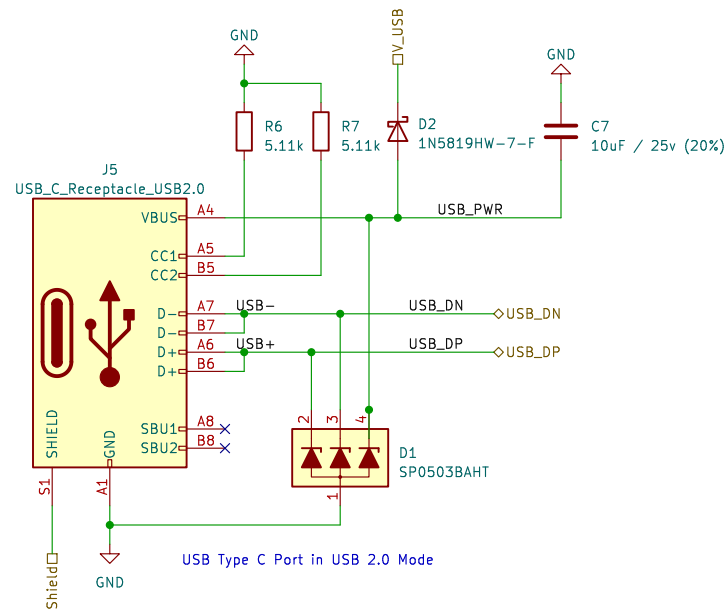 V_USB
GND
GND
R6
5.11k
R7
5.11k
D2
1N5819HW-7-F
C7
10uF / 25v (20%)
J5
USB_C_Receptacle_USB2.0
VBUS
A4
USB_PWR
CC1
A5
CC2
B5
D-
A7
USB-
USB_DN
USB_DN
D-
B7
D+
A6
USB+
USB_DP
USB_DP
D+
B6
SBU1
A8
SBU2
B8
SHIELD
GND
2
3
4
D1
SP0503BAHT
S1
A1
1
USB Type C Port in USB 2.0 Mode
GND
Shield